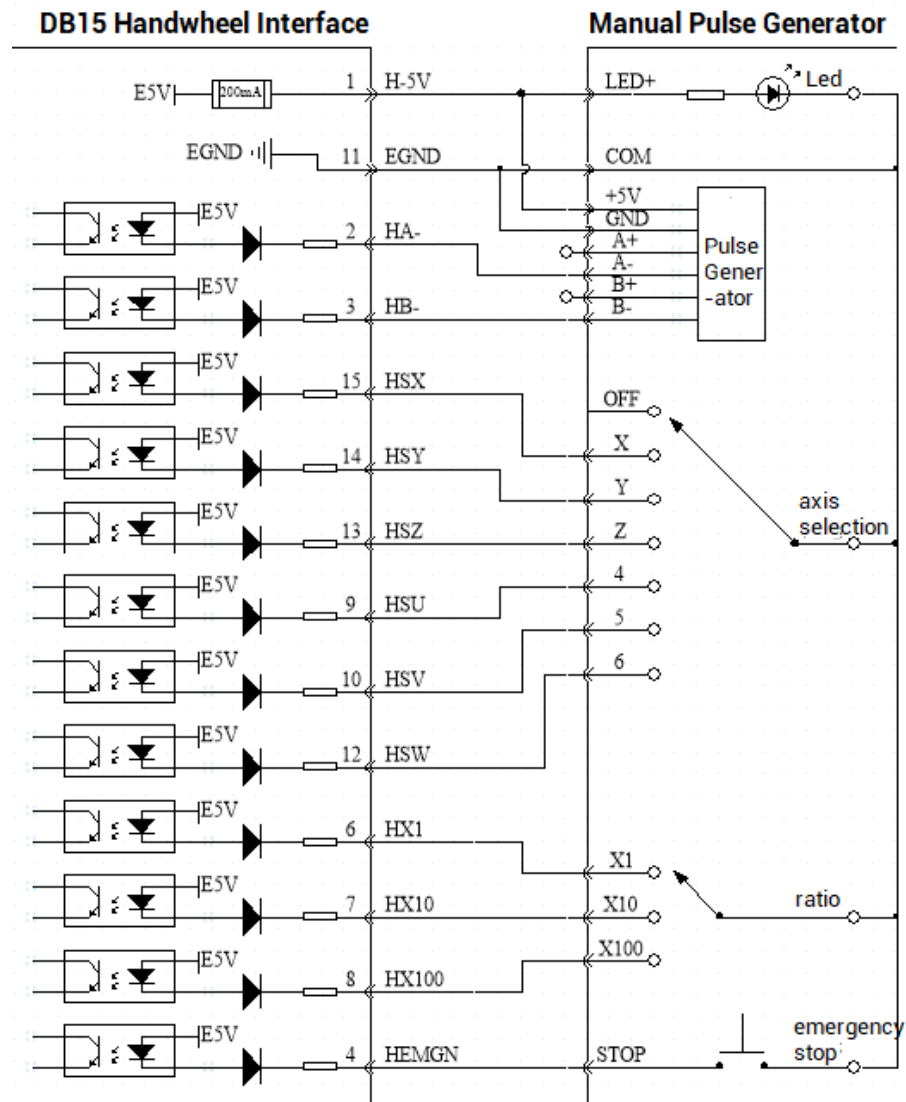 DB15 Handwheel Interface
Manual Pulse Generator
E5V
200mA
1
H-5V
LED+
Led
EGND
11
EGND
COM
+5V
GND
A+
A-
B+
B-
Pulse
Gener
-ator
E5V
2
HA-
E5V
3
HB-
E5V
15
HSX
OFF
X
E5V
14
HSY
Y
axis
selection
E5V
13
HSZ
Z
E5V
9
HSU
4
5
E5V
10
HSV
6
E5V
12
HSW
E5V
6
HX1
X1
E5V
7
HX10
X10
ratio
E5V
8
HX100
X100
E5V
4
HEMGN
STOP
emergency
stop